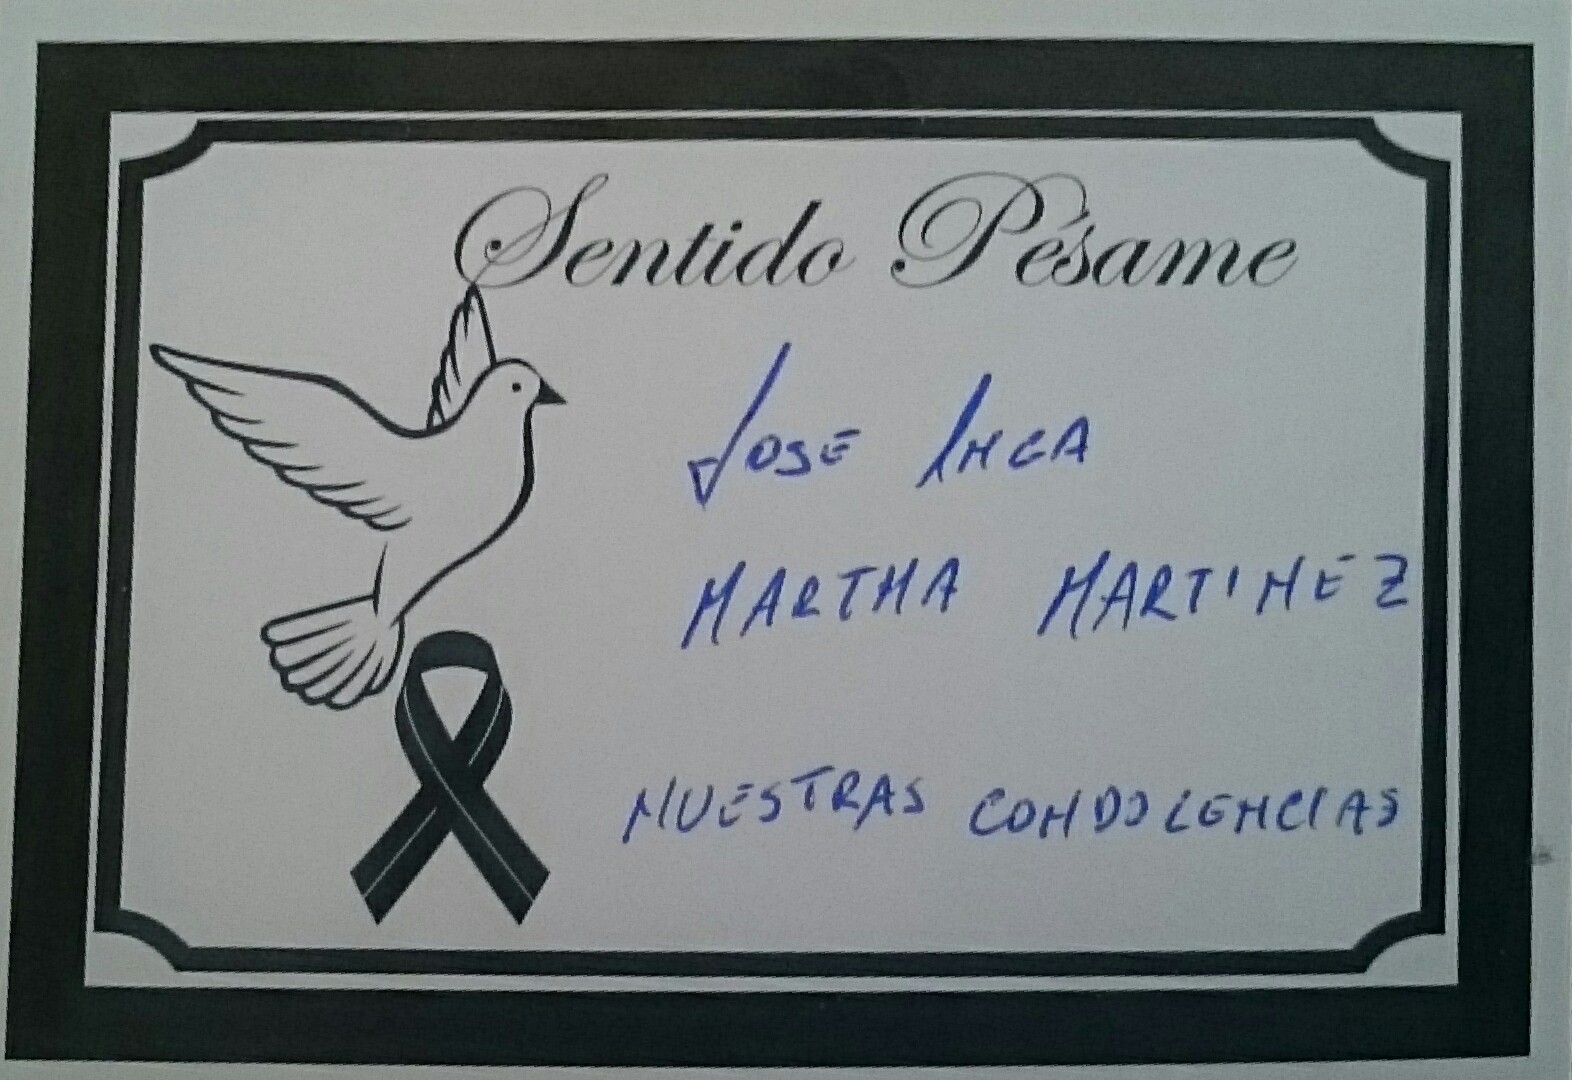 Sentido Pésame
JOSE INCA
MARTHA MARTINEZ
NUESTRAS CONDOLENCIAS